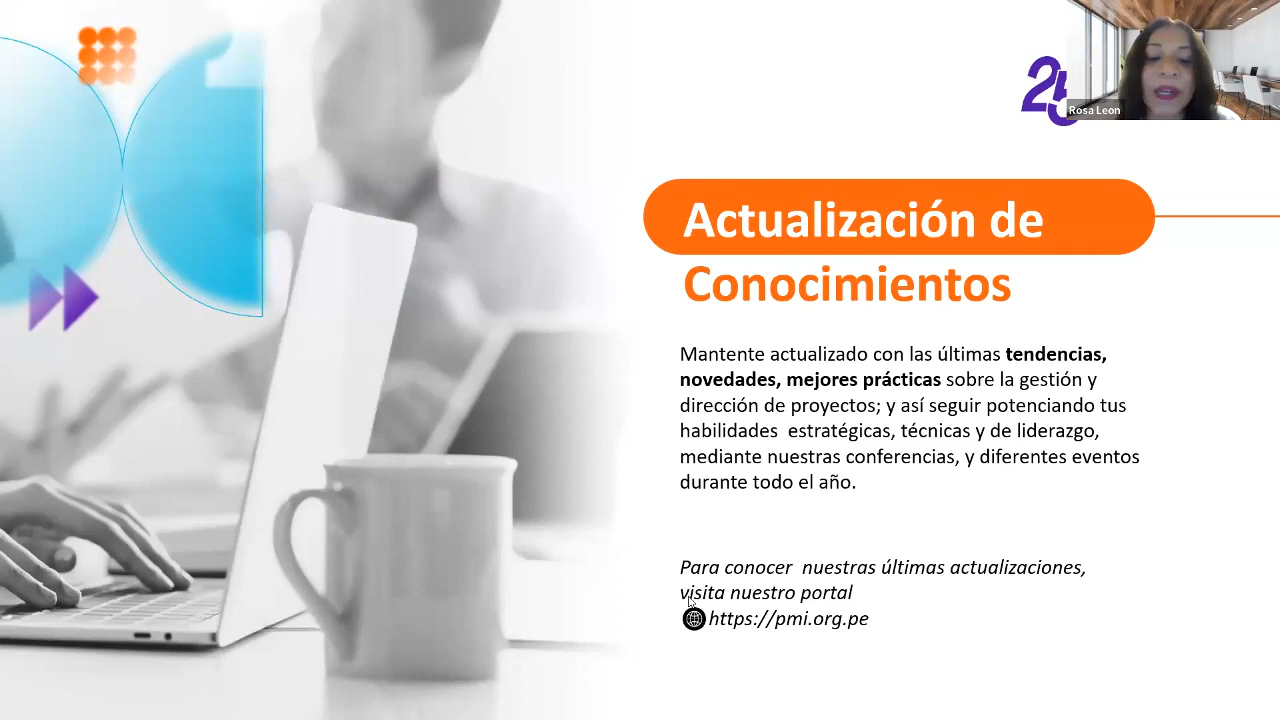 Rosa Leon
Actualización de
Conocimientos
Mantente actualizado con las últimas tendencias,
novedades, mejores prácticas sobre la gestión y
dirección de proyectos; y así seguir potenciando tus
habilidades  estratégicas, técnicas y de liderazgo,
mediante nuestras conferencias, y diferentes eventos
durante todo el año.
Para conocer  nuestras últimas actualizaciones,
visita nuestro portal
https://pmi.org.pe